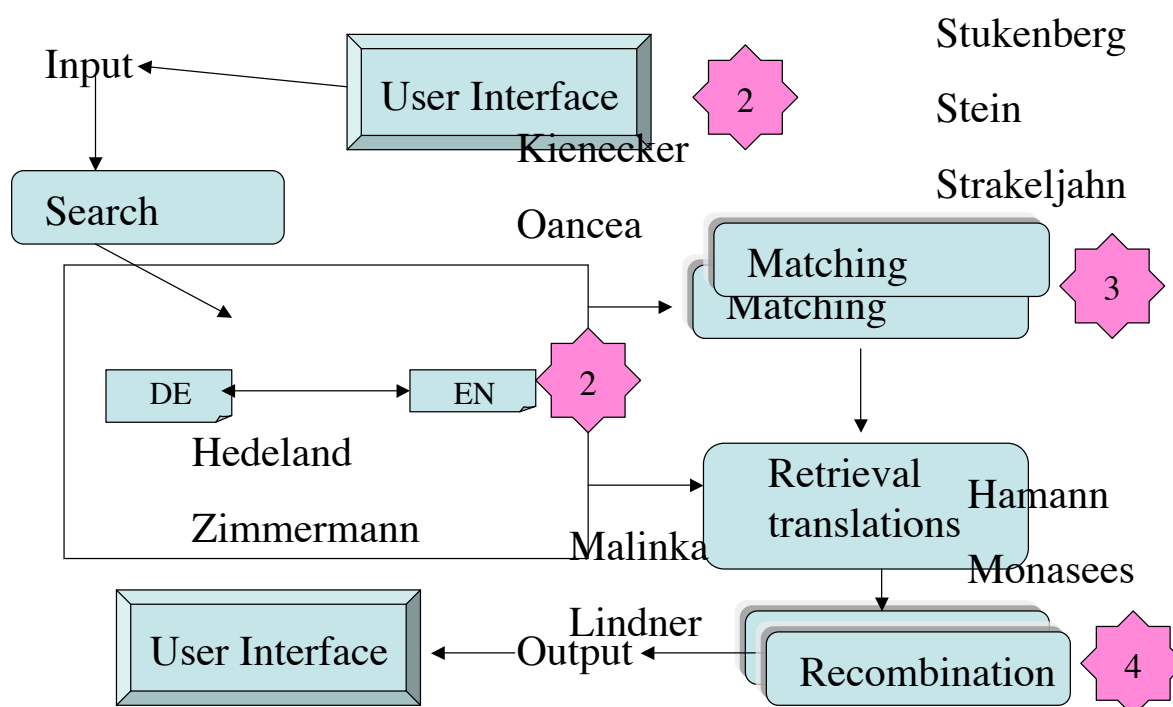 Input
User Interface
2
Stukenberg
Stein
Strakeljahn
Kienecker
Oancea
Search
Matching
Matching
3
DE
EN
2
Hedeland
Zimmermann
Retrieval
translations
Hamann
Monasees
Malinka
Lindner
User Interface
Output
Recombination
4